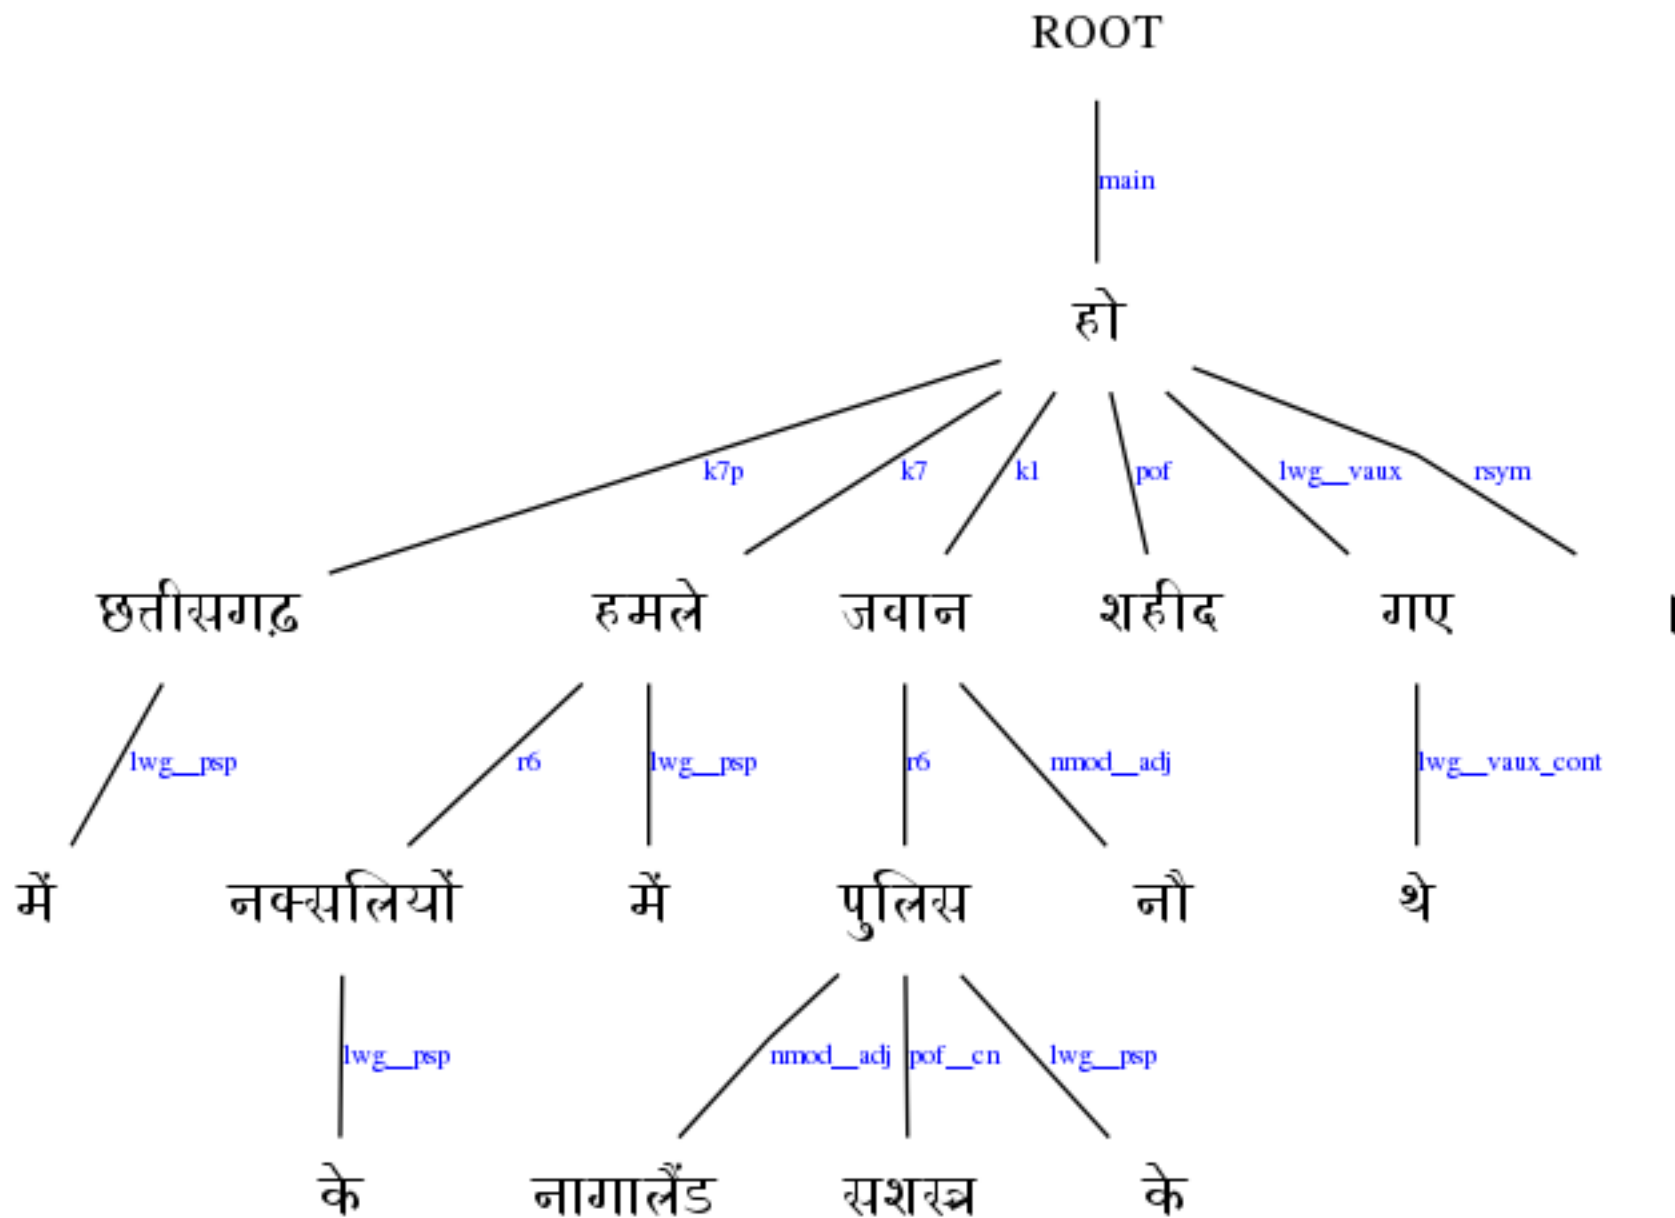 ROOT
main
हो
k7p k7 k1 pof lwg__vaux rsym
छत्तीसगढ़ हमले जवान शहीद गए ।
lwg__psp r6 lwg__psp r6 nmod__adj lwg__vaux_cont
में नक्सलियों में पुलिस नौ थे
lwg__psp nmod__adj pof__cn lwg__psp
के नागालैंड सशस्त्र के